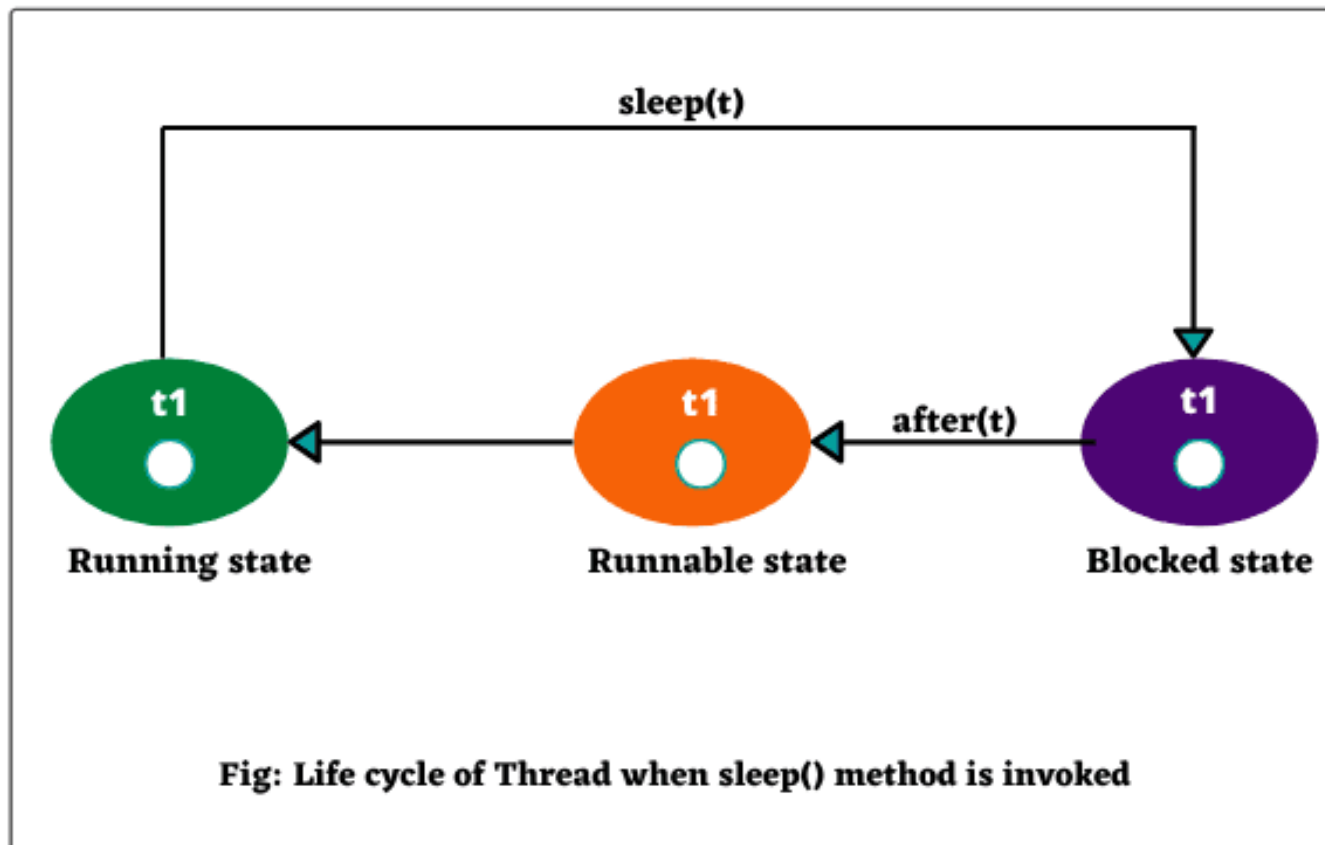 sleep(t)
t1
t1
t1
after(t)
Running state
Runnable state
Blocked state
Fig: Life cycle of Thread when sleep() method is invoked